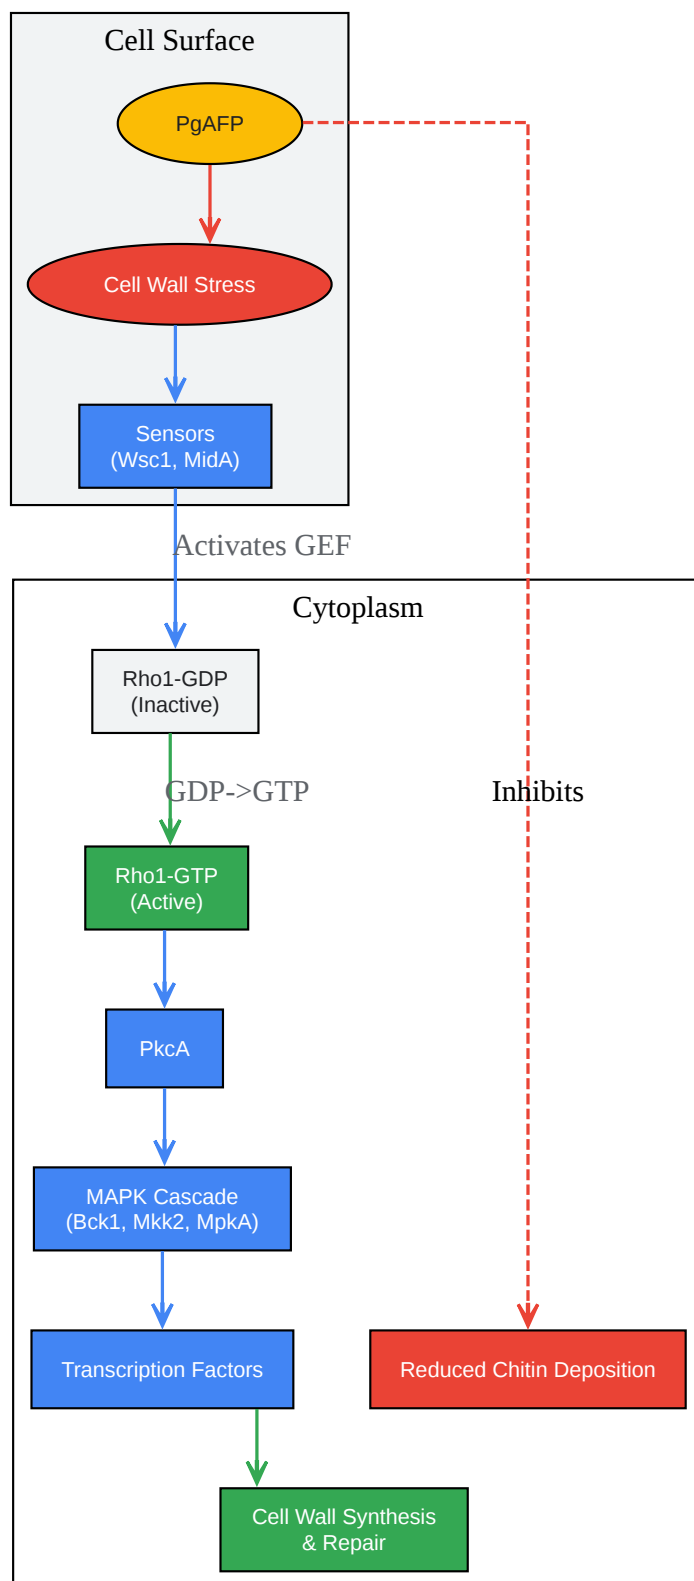 Cell Surface
PgAFP
Cell Wall Stress
Sensors
(Wsc1, MidA)
Activates GEF
Cytoplasm
Rho1-GDP
(Inactive)
GDP->GTP
Inhibits
Rho1-GTP
(Active)
PkcA
MAPK Cascade
(Bck1, Mkk2, MpkA)
Transcription Factors
Reduced Chitin Deposition
Cell Wall Synthesis
& Repair